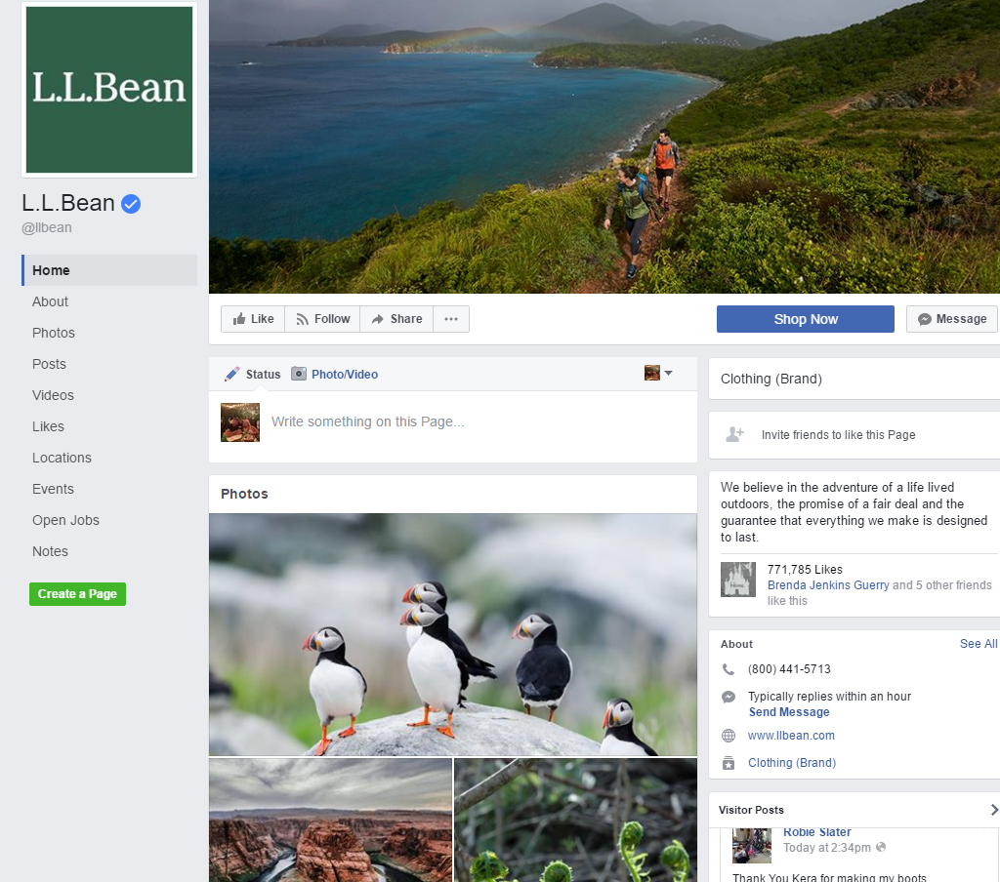 L.L.Bean
L.L.Bean
@llbean
Home
About
Photos
Posts
Videos
Likes
Locations
Events
Open Jobs
Notes
Create a Page
Like Follow Share ...
Shop Now
Message
Status Photo/Video
Write something on this Page...
Photos
Clothing (Brand)
Invite friends to like this Page
We believe in the adventure of a life lived
outdoors, the promise of a fair deal and the
guarantee that everything we make is designed
to last.
771,785 Likes
Brenda Jenkins Guerry and 5 other friends
like this
About See All
(800) 441-5713
Typically replies within an hour
Send Message
www.llbean.com
Clothing (Brand)
Visitor Posts
Robie Slater
Today at 2:34pm
Thank You Kera for making my boots